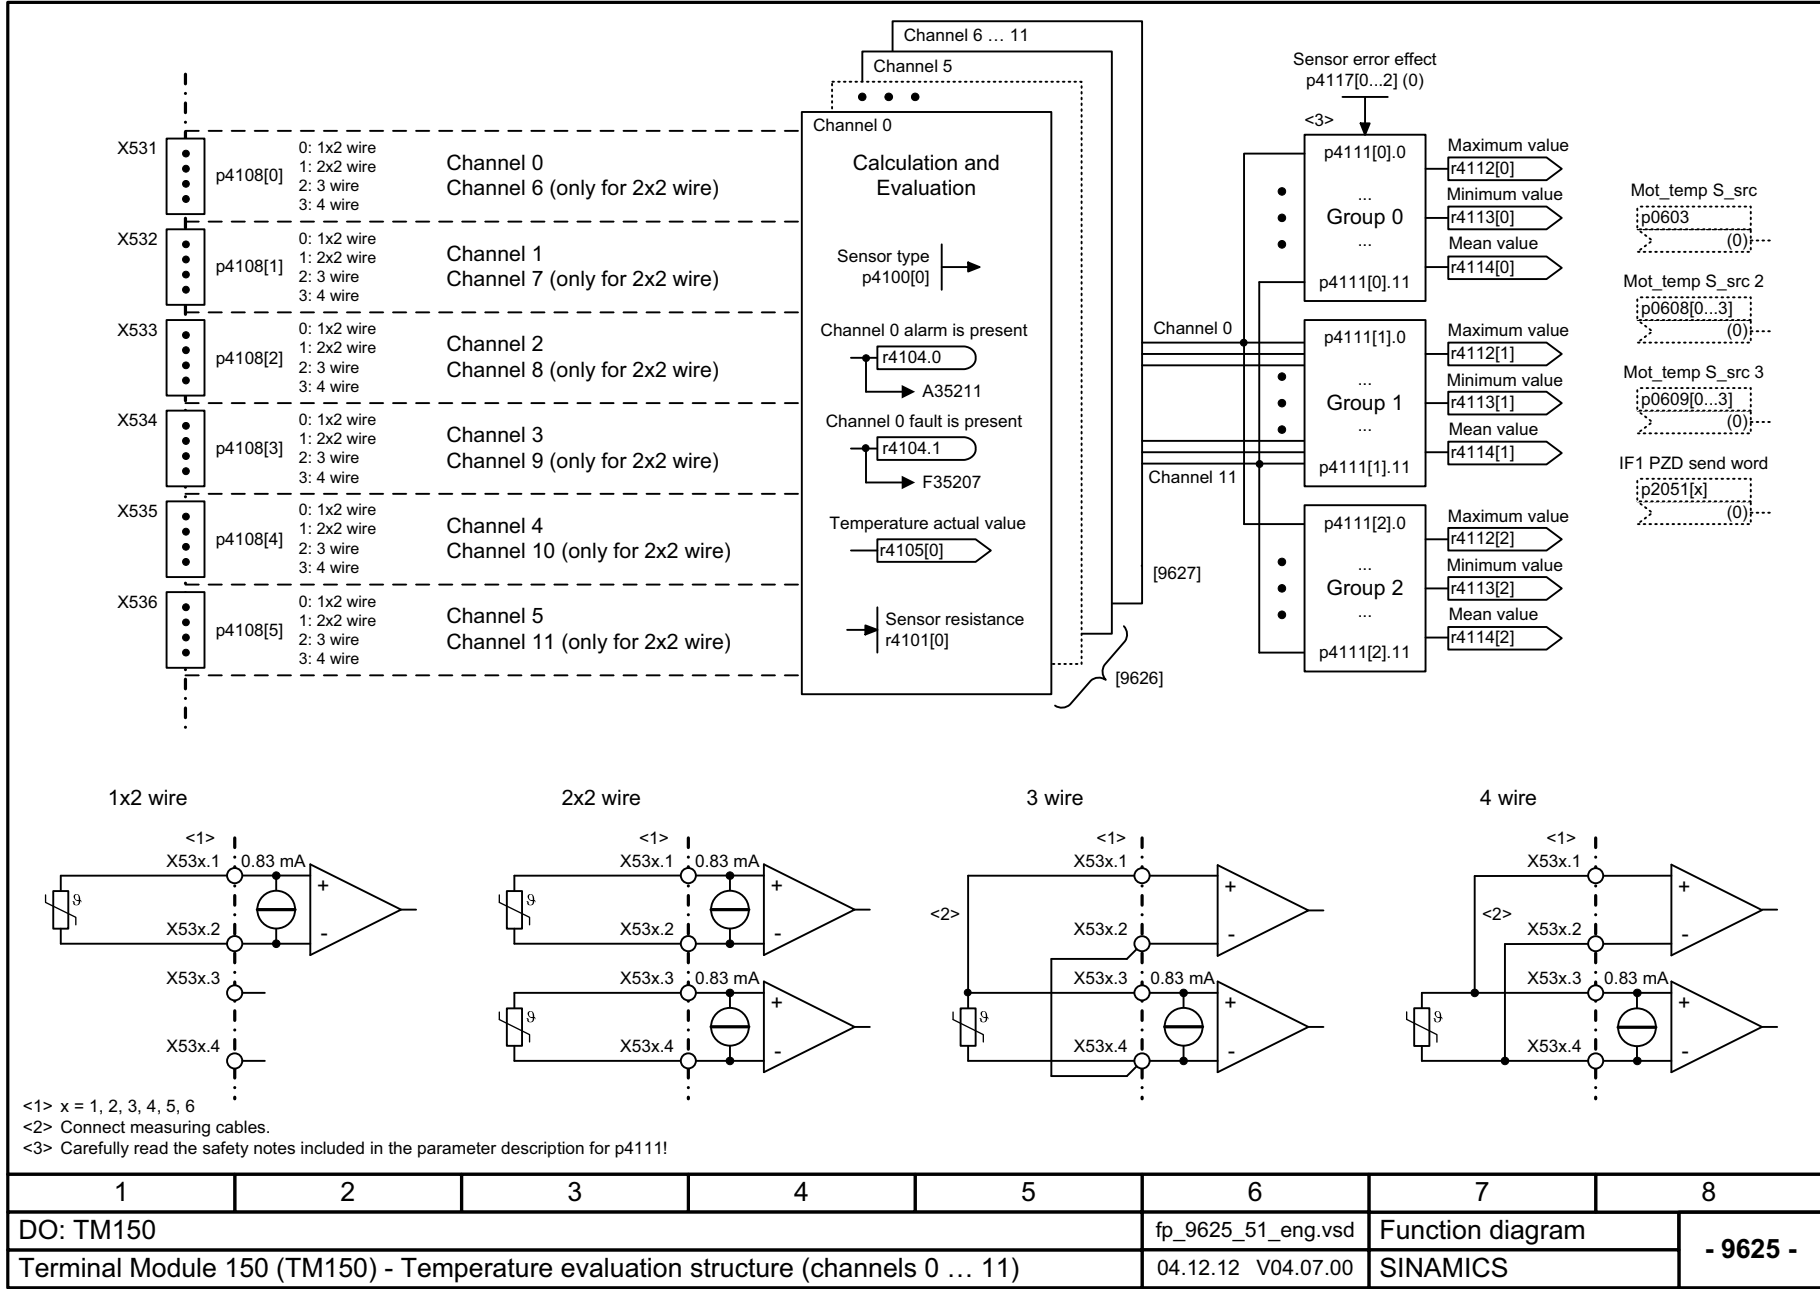 Channel 6 … 11
Channel 5
Channel 0
Calculation and
Evaluation
Sensor type
p4100[0]
Channel 0 alarm is present
r4104.0
A35211
Channel 0 fault is present
r4104.1
F35207
Temperature actual value
r4105[0]
Sensor resistance
r4101[0]
[9627]
[9626]
X531
p4108[0]
0: 1x2 wire
1: 2x2 wire
2: 3 wire
3: 4 wire
Channel 0
Channel 6 (only for 2x2 wire)
X532
p4108[1]
0: 1x2 wire
1: 2x2 wire
2: 3 wire
3: 4 wire
Channel 1
Channel 7 (only for 2x2 wire)
X533
p4108[2]
0: 1x2 wire
1: 2x2 wire
2: 3 wire
3: 4 wire
Channel 2
Channel 8 (only for 2x2 wire)
X534
p4108[3]
0: 1x2 wire
1: 2x2 wire
2: 3 wire
3: 4 wire
Channel 3
Channel 9 (only for 2x2 wire)
X535
p4108[4]
0: 1x2 wire
1: 2x2 wire
2: 3 wire
3: 4 wire
Channel 4
Channel 10 (only for 2x2 wire)
X536
p4108[5]
0: 1x2 wire
1: 2x2 wire
2: 3 wire
3: 4 wire
Channel 5
Channel 11 (only for 2x2 wire)
Channel 0
Channel 11
Sensor error effect
p4117[0...2] (0)
<3>
p4111[0].0
...
Group 0
...
p4111[0].11
Maximum value
r4112[0]
Minimum value
r4113[0]
Mean value
r4114[0]
p4111[1].0
...
Group 1
...
p4111[1].11
Maximum value
r4112[1]
Minimum value
r4113[1]
Mean value
r4114[1]
p4111[2].0
...
Group 2
...
p4111[2].11
Maximum value
r4112[2]
Minimum value
r4113[2]
Mean value
r4114[2]
Mot_temp S_src
p0603
(0)
Mot_temp S_src 2
p0608[0...3]
(0)
Mot_temp S_src 3
p0609[0...3]
(0)
IF1 PZD send word
p2051[x]
(0)
1x2 wire
<1>
X53x.1
0.83 mA
+
ϑ
X53x.2
-
X53x.3
X53x.4
2x2 wire
<1>
X53x.1
0.83 mA
+
ϑ
X53x.2
-
X53x.3
0.83 mA
+
ϑ
X53x.4
-
3 wire
<1>
X53x.1
+
<2>
X53x.2
-
X53x.3
0.83 mA
+
ϑ
X53x.4
-
4 wire
<1>
X53x.1
+
<2>
X53x.2
-
X53x.3
0.83 mA
+
ϑ
X53x.4
-
<1> x = 1, 2, 3, 4, 5, 6
<2> Connect measuring cables.
<3> Carefully read the safety notes included in the parameter description for p4111!
1 2 3 4 5 6 7 8
DO: TM150
fp_9625_51_eng.vsd
Function diagram
- 9625 -
Terminal Module 150 (TM150) - Temperature evaluation structure (channels 0 … 11)
04.12.12 V04.07.00
SINAMICS